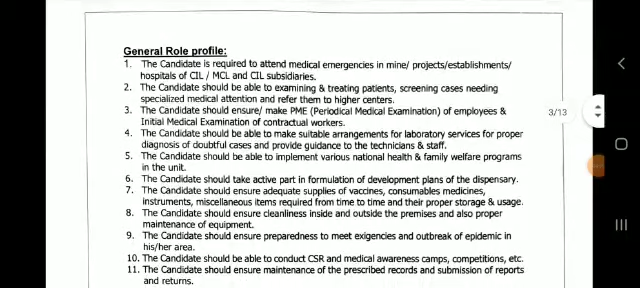 General Role profile:
1. The Candidate is required to attend medical emergencies in mine/ projects/establishments/
hospitals of CIL / MCL and CIL subsidiaries.
2. The Candidate should be able to examining & treating patients, screening cases needing
specialized medical attention and refer them to higher centers.
3. The Candidate should ensure/ make PME (Periodical Medical Examination) of employees &
Initial Medical Examination of contractual workers.
3/13
4. The Candidate should be able to make suitable arrangements for laboratory services for proper
diagnosis of doubtful cases and provide guidance to the technicians & staff.
5. The Candidate should be able to implement various national health & family welfare programs
in the unit.
6. The Candidate should take active part in formulation of development plans of the dispensary.
7. The Candidate should ensure adequate supplies of vaccines, consumables medicines,
instruments, miscellaneous items required from time to time and their proper storage & usage.
8. The Candidate should ensure cleanliness inside and outside the premises and also proper
maintenance of equipment.
9. The Candidate should ensure preparedness to meet exigencies and outbreak of epidemic in
his/her area.
10. The Candidate should be able to conduct CSR and medical awareness camps, competitions, etc.
11. The Candidate should ensure maintenance of the prescribed records and submission of reports
and returns.